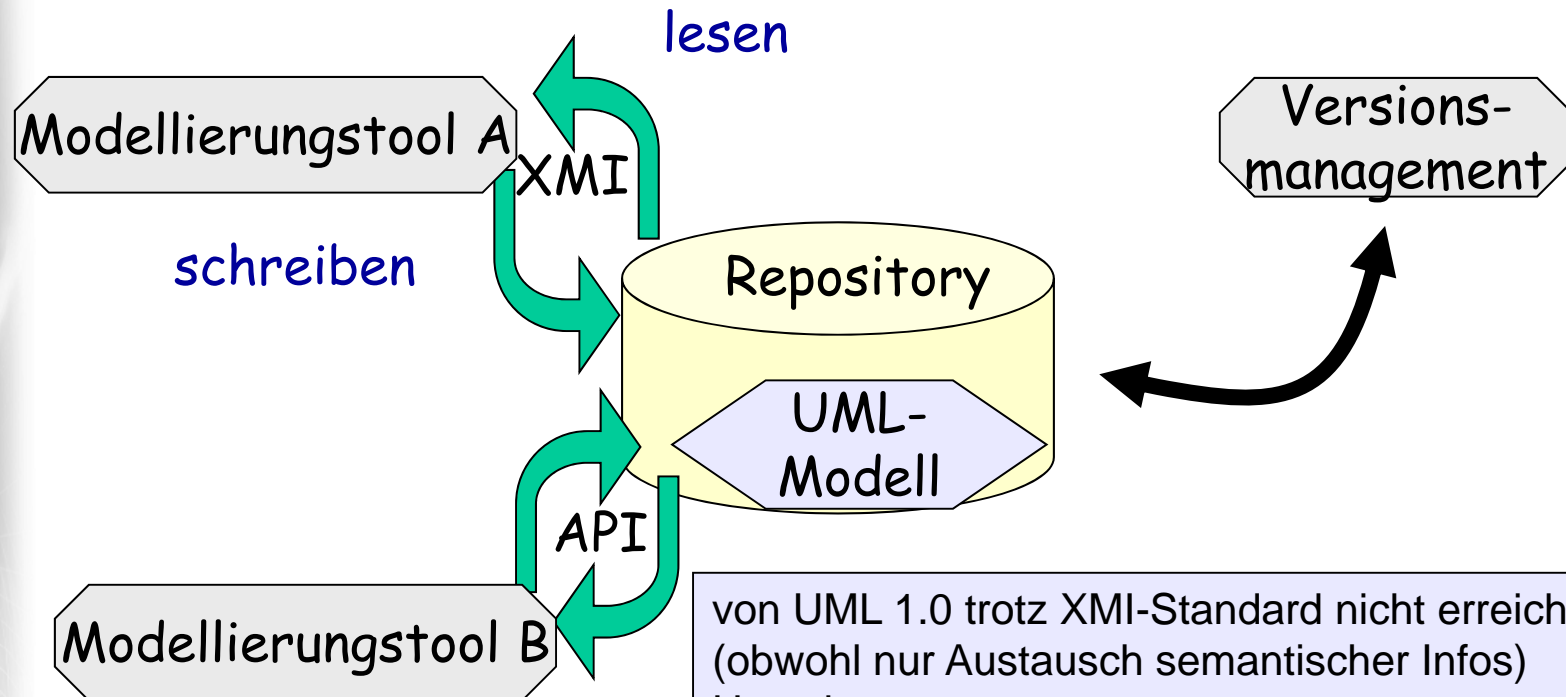 lesen
Modellierungstool A
Versions-
management
XMI
schreiben
Repository
UML-
Modell
API
Modellierungstool B
von UML 1.0 trotz XMI-Standard nicht erreich
(obwohl nur Austausch semantischer Infos)